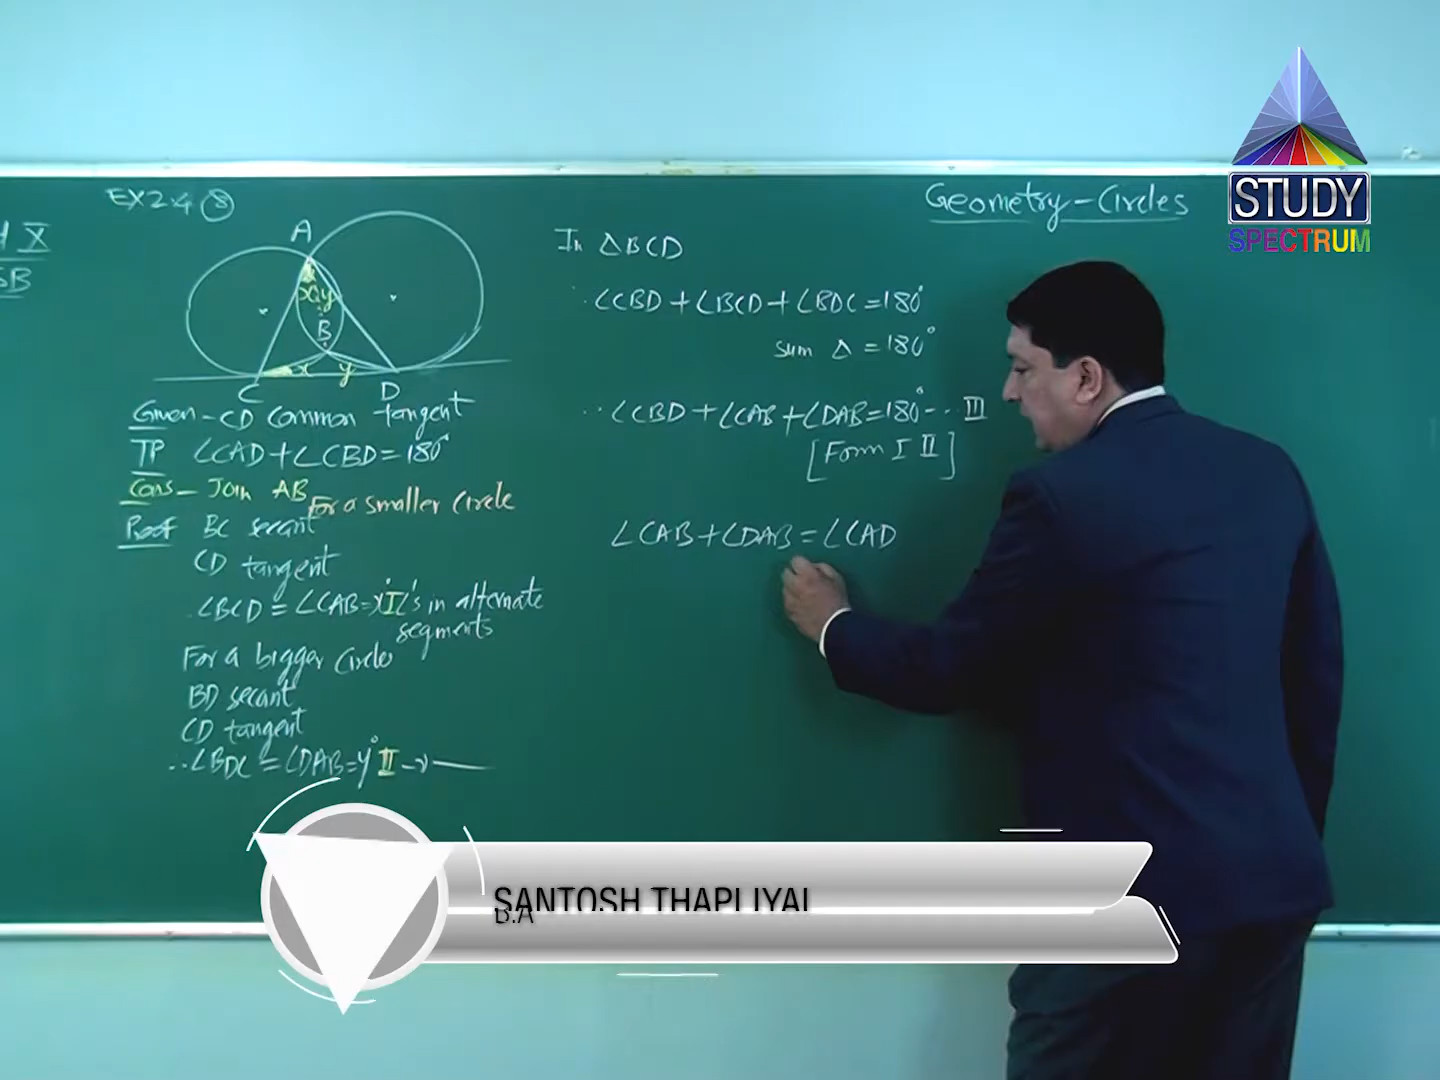 EX2.4 (8)
Geometry-Circles
STUDY
SPECTRUM
X
A
x° y°
B
x y
C D
Given - CD Common tangent
TP ∠CAD+∠CBD=180°
Cons - Join AB
For a smaller Circle
Proof BC secant
CD tangent
∴∠BCD = ∠CAB=x° I ∠'s in alternate
segments
For a bigger Circle
BD secant
CD tangent
∴∠BDC = ∠DAB=y° II
In △BCD
∴∠CBD+∠BCD+∠BDC=180°
sum △ = 180°
∴∠CBD+∠CAB+∠DAB=180° --- III
[Form I II]
∠CAB+∠DAB=∠CAD
SANTOSH THAPLIYAL
B.A